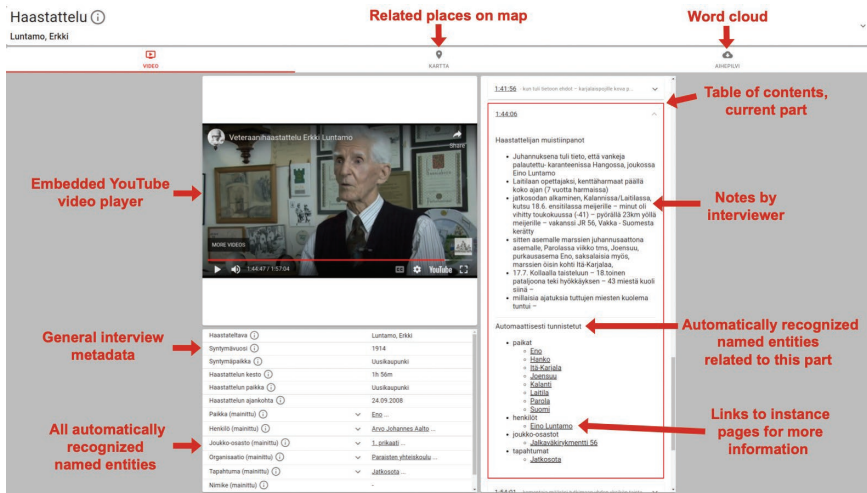 Haastattelu
Luntamo, Erkki
Related places on map
Word cloud
VIDEO
KARTTA
AIHEPILVI
Embedded YouTube
video player
General interview
metadata
All automatically
recognized
named entities
Veteraanihaastattelu Erkki Luntamo
Share
MORE VIDEOS
1:44:47 / 1:57:04
YouTube
Haastateltava
Luntamo, Erkki
Syntymävuosi
1914
Syntymäpaikka
Uusikaupunki
Haastattelun kesto
1h 56m
Haastattelun paikka
Uusikaupunki
Haastattelun ajankohta
24.09.2008
Paikka (mainittu)
Eno ...
Henkilö (mainittu)
Arvo Johannes Aalto ...
Joukko-osasto (mainittu)
1. prikaati ...
Organisaatio (mainittu)
Paraisten yhteiskoulu ...
Tapahtuma (mainittu)
Jatkosota ...
Nimike (mainittu)
-
1:41:56
1:44:06
Haastattelijan muistiinpanot
• Juhannuksena tuli tieto, että vankeja
palautettu- karanteenissa Hangossa, joukossa
Eino Luntamo
• Laitilaan opettajaksi, kenttäharmaat päällä
koko ajan (7 vuotta harmaissa)
• jatkosodan alkaminen, Kalannissa/Laitilassa,
kutsu 18.6. ensitilassa meijerille – minut oli
vihitty toukokuussa (-41) – pyörällä 23km yöllä
meijerille – vakanssi JR 56, Vakka - Suomesta
kerätty
• sitten asemalle marssien juhannusaattona
asemalle, Parolassa viikko tms, Joensuu,
purkausasema Eno, saksalaisia myös,
marssien öisin kohti Itä-Karjalaa,
• 17.7. Kollaalla taisteluun – 18.toinen
pataljoona teki hyökkäyksen – 43 miestä kuoli
siinä –
• millaisia ajatuksia tuttujen miesten kuolema
tuntui –
Automaattisesti tunnistetut
• paikat
◦ Eno
◦ Hanko
◦ Itä-Karjala
◦ Joensuu
◦ Kalanti
◦ Laitila
◦ Parola
◦ Suomi
• henkilöt
◦ Eino Luntamo
• joukko-osastot
◦ Jalkaväkirykmentti 56
• tapahtumat
◦ Jatkosota
Table of contents,
current part
Notes by
interviewer
Automatically recognized
named entities
related to this part
Links to instance
pages for more
information